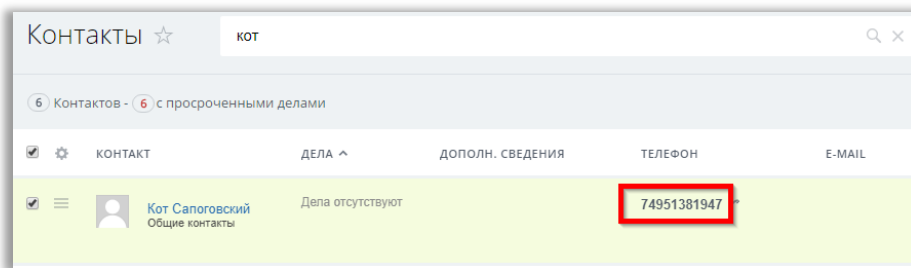 Контакты
кот
6 Контактов - 6 с просроченными делами
КОНТАКТ ДЕЛА ДОПОЛН. СВЕДЕНИЯ ТЕЛЕФОН E-MAIL
Кот Сапоговский Дела отсутствуют 74951381947
Общие контакты